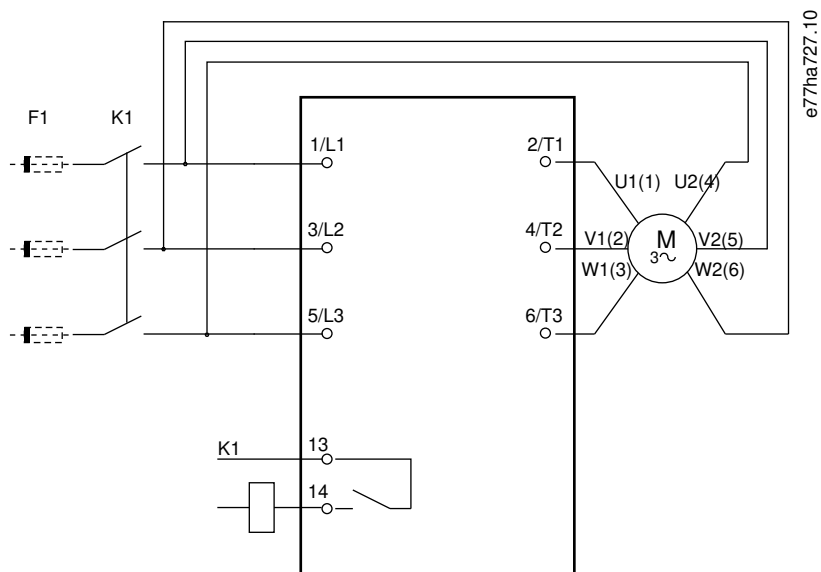 e77ha727.10
F1
K1
1/L1
2/T1
U1(1)
U2(4)
3/L2
4/T2
V1(2)
M
3~
V2(5)
W1(3)
W2(6)
5/L3
6/T3
K1
13
14